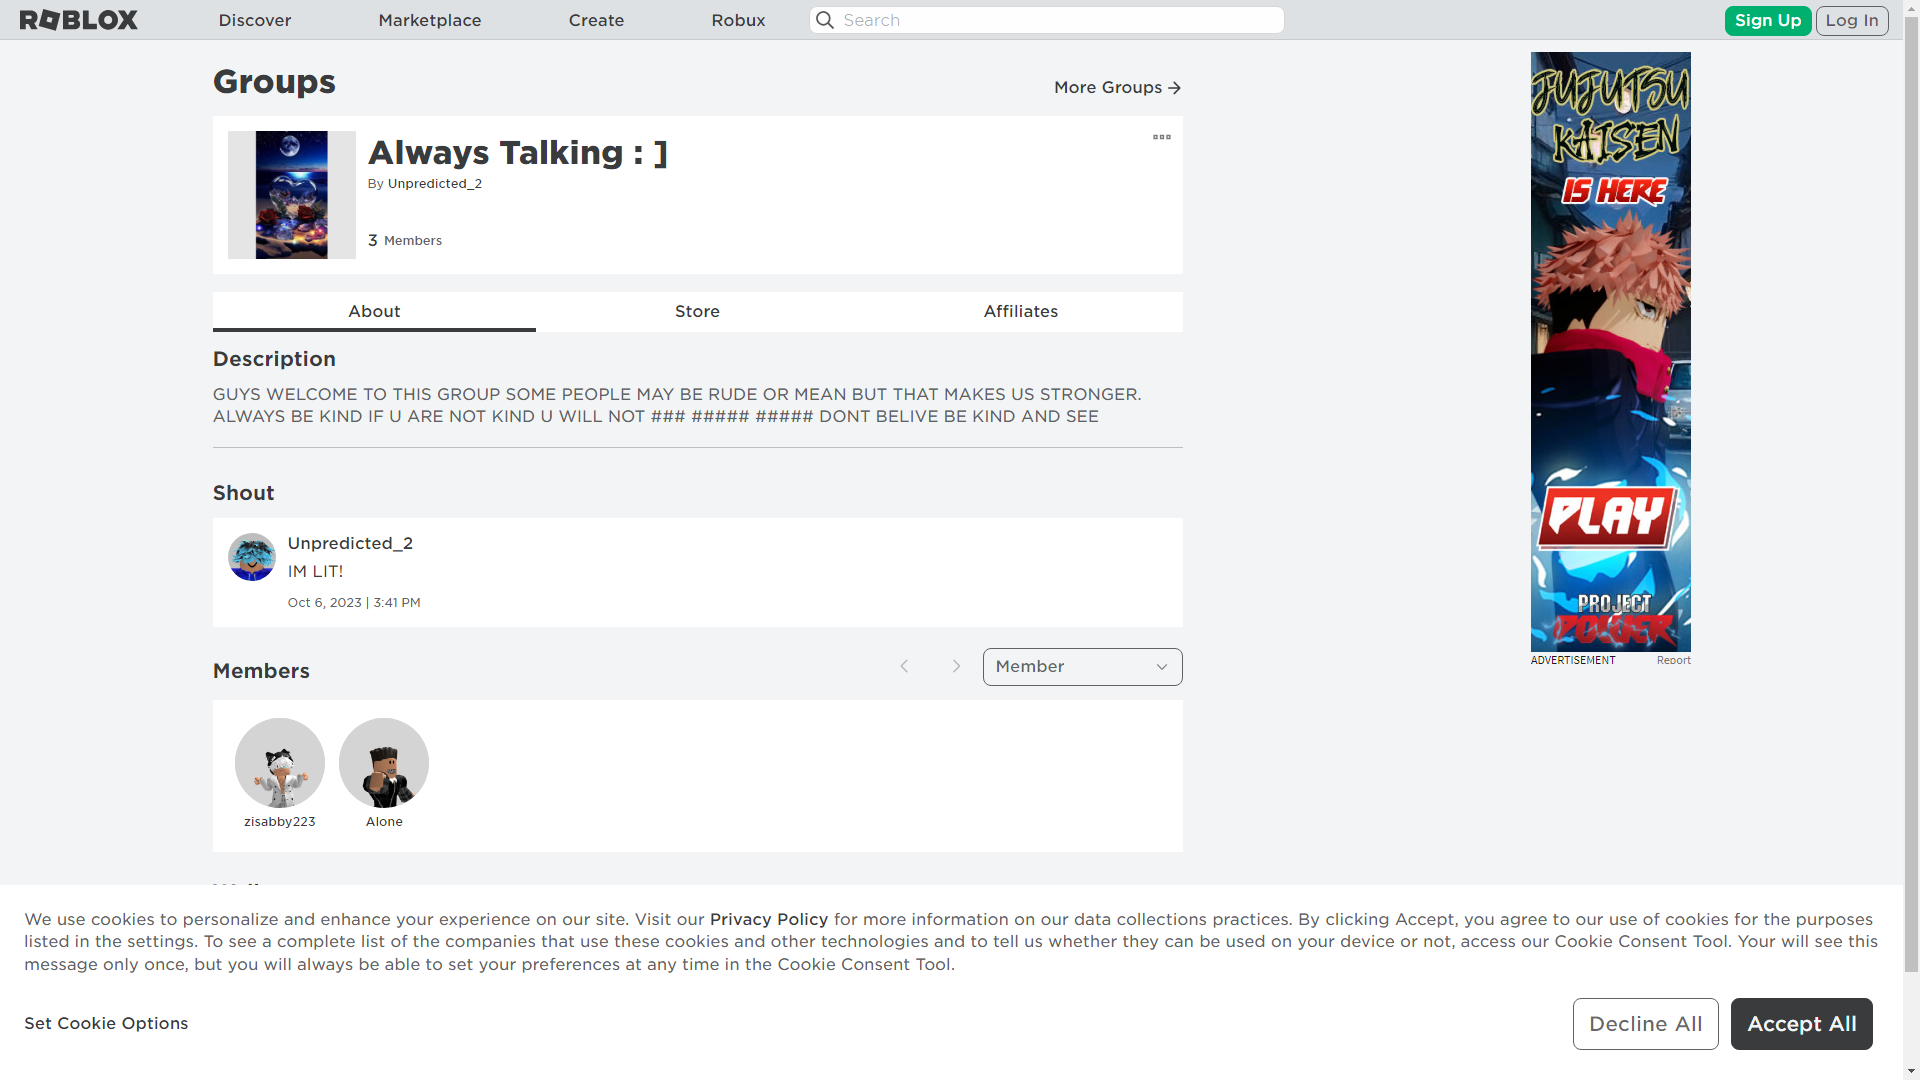 ROBLOX
Discover
Marketplace
Create
Robux
Search
Sign Up
Log In
Groups
More Groups
Always Talking : ]
By Unpredicted_2
3 Members
About
Store
Affiliates
Description
GUYS WELCOME TO THIS GROUP SOME PEOPLE MAY BE RUDE OR MEAN BUT THAT MAKES US STRONGER.
ALWAYS BE KIND IF U ARE NOT KIND U WILL NOT ### ##### ##### DONT BELIVE BE KIND AND SEE
Shout
Unpredicted_2
IM LIT!
Oct 6, 2023 | 3:41 PM
Members
Member
zisabby223
Alone
JUJUTSU
KAISEN
IS HERE
PLAY
PROJECT
POWER
ADVERTISEMENT
Report
We use cookies to personalize and enhance your experience on our site. Visit our Privacy Policy for more information on our data collections practices. By clicking Accept, you agree to our use of cookies for the purposes
listed in the settings. To see a complete list of the companies that use these cookies and other technologies and to tell us whether they can be used on your device or not, access our Cookie Consent Tool. Your will see this
message only once, but you will always be able to set your preferences at any time in the Cookie Consent Tool.
Set Cookie Options
Decline All
Accept All